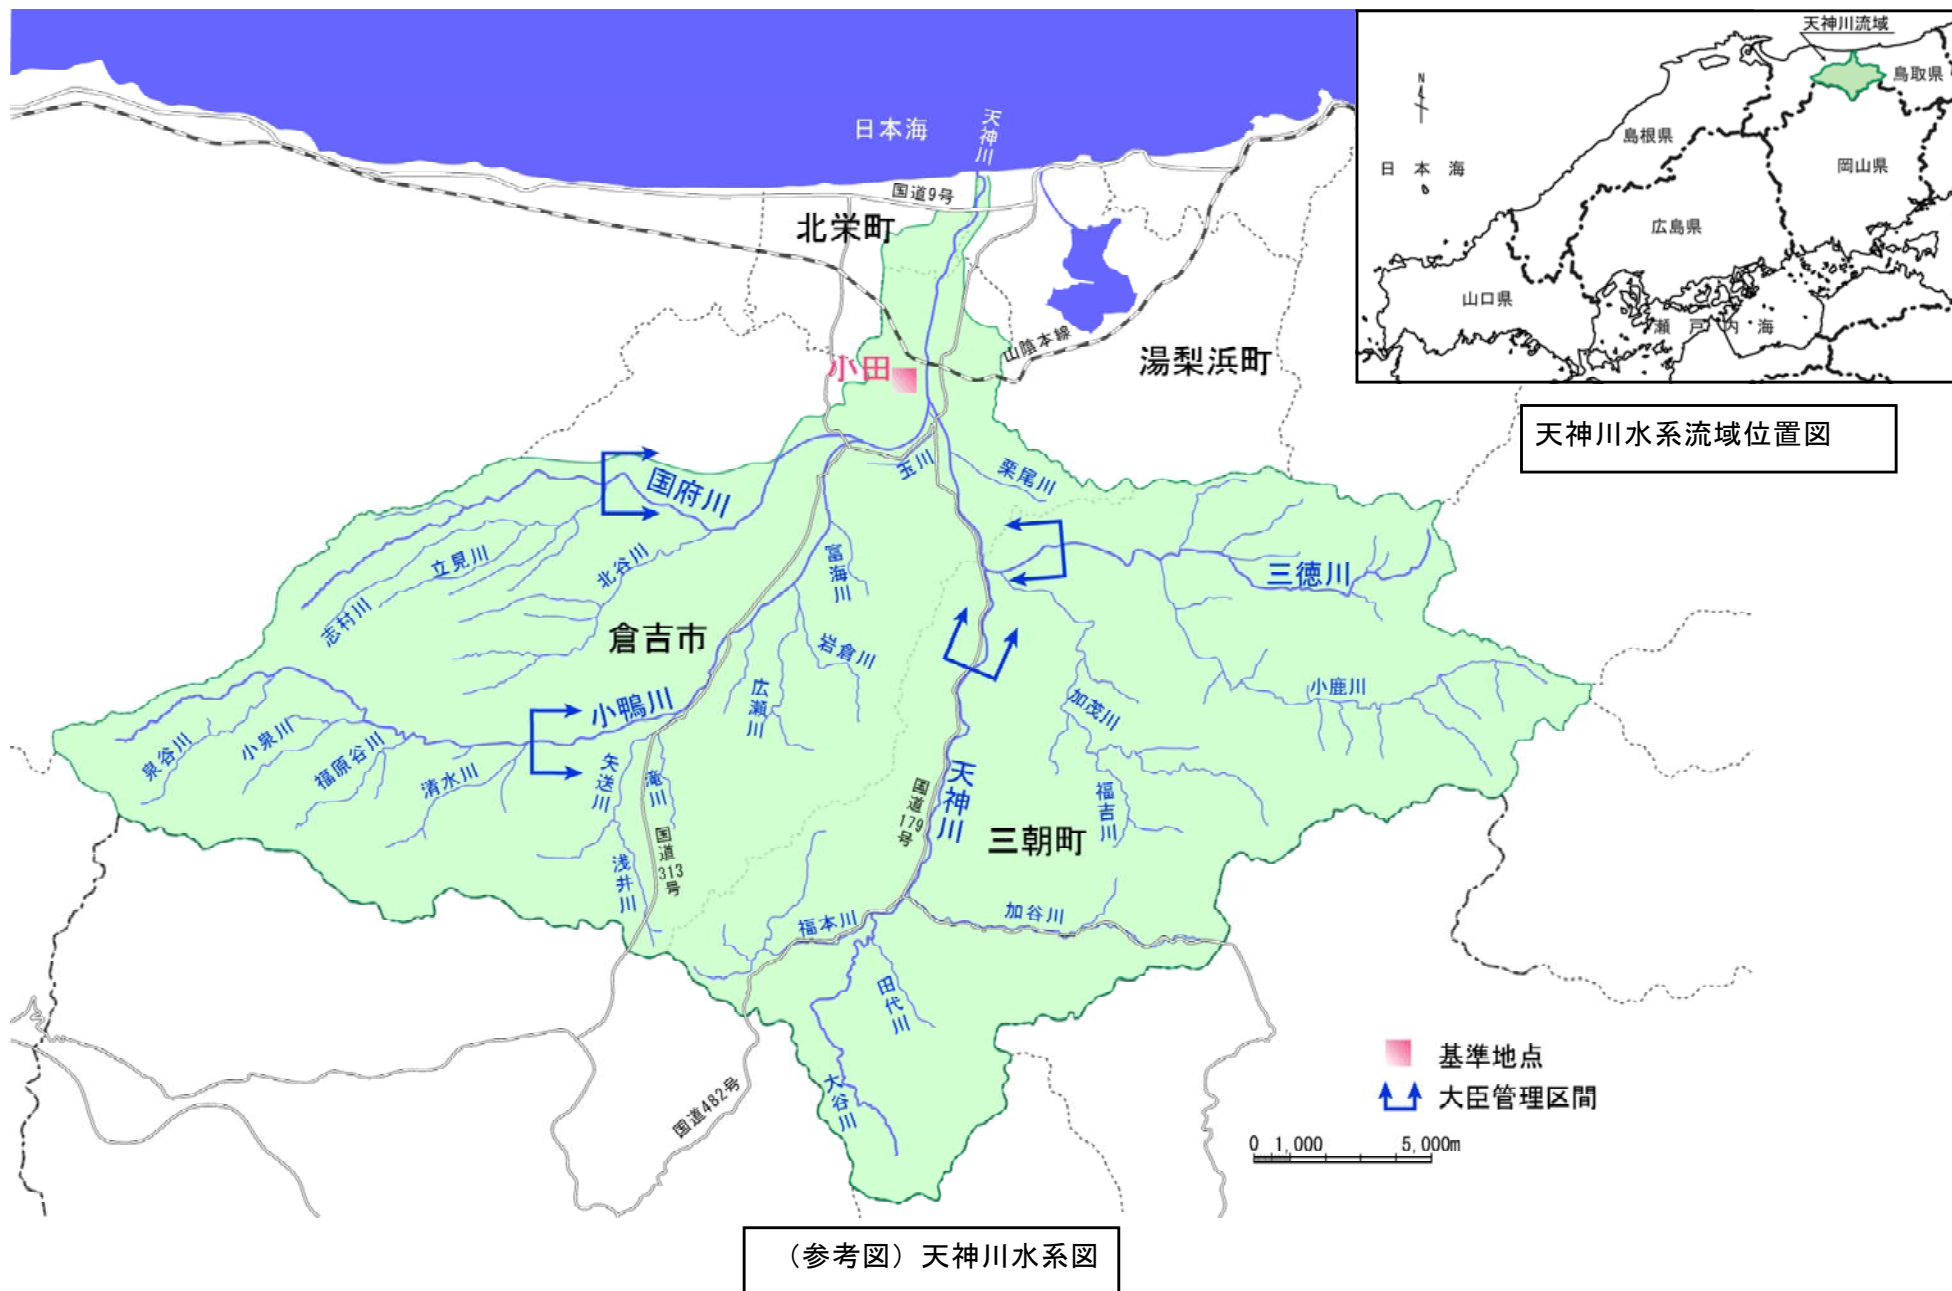 天神川流域
鳥取県
島根県
日本海
岡山県
広島県
山口県
瀬戸内海
N
天神川水系流域位置図
日本海
天神川
国道9号
北栄町
山陰本線
湯梨浜町
小田
国府川
玉川
栗尾川
立見川
北谷川
富海川
三徳川
志村川
倉吉市
岩倉川
小鴨川
広瀬川
加茂川
小鹿川
泉谷川
小泉川
福原谷川
清水川
矢送川
滝川
天神川
国道179号
福吉川
三朝町
国道313号
浅井川
福本川
加谷川
田代川
大谷川
国道482号
基準地点
大臣管理区間
0 1,000 5,000m
（参考図）天神川水系図